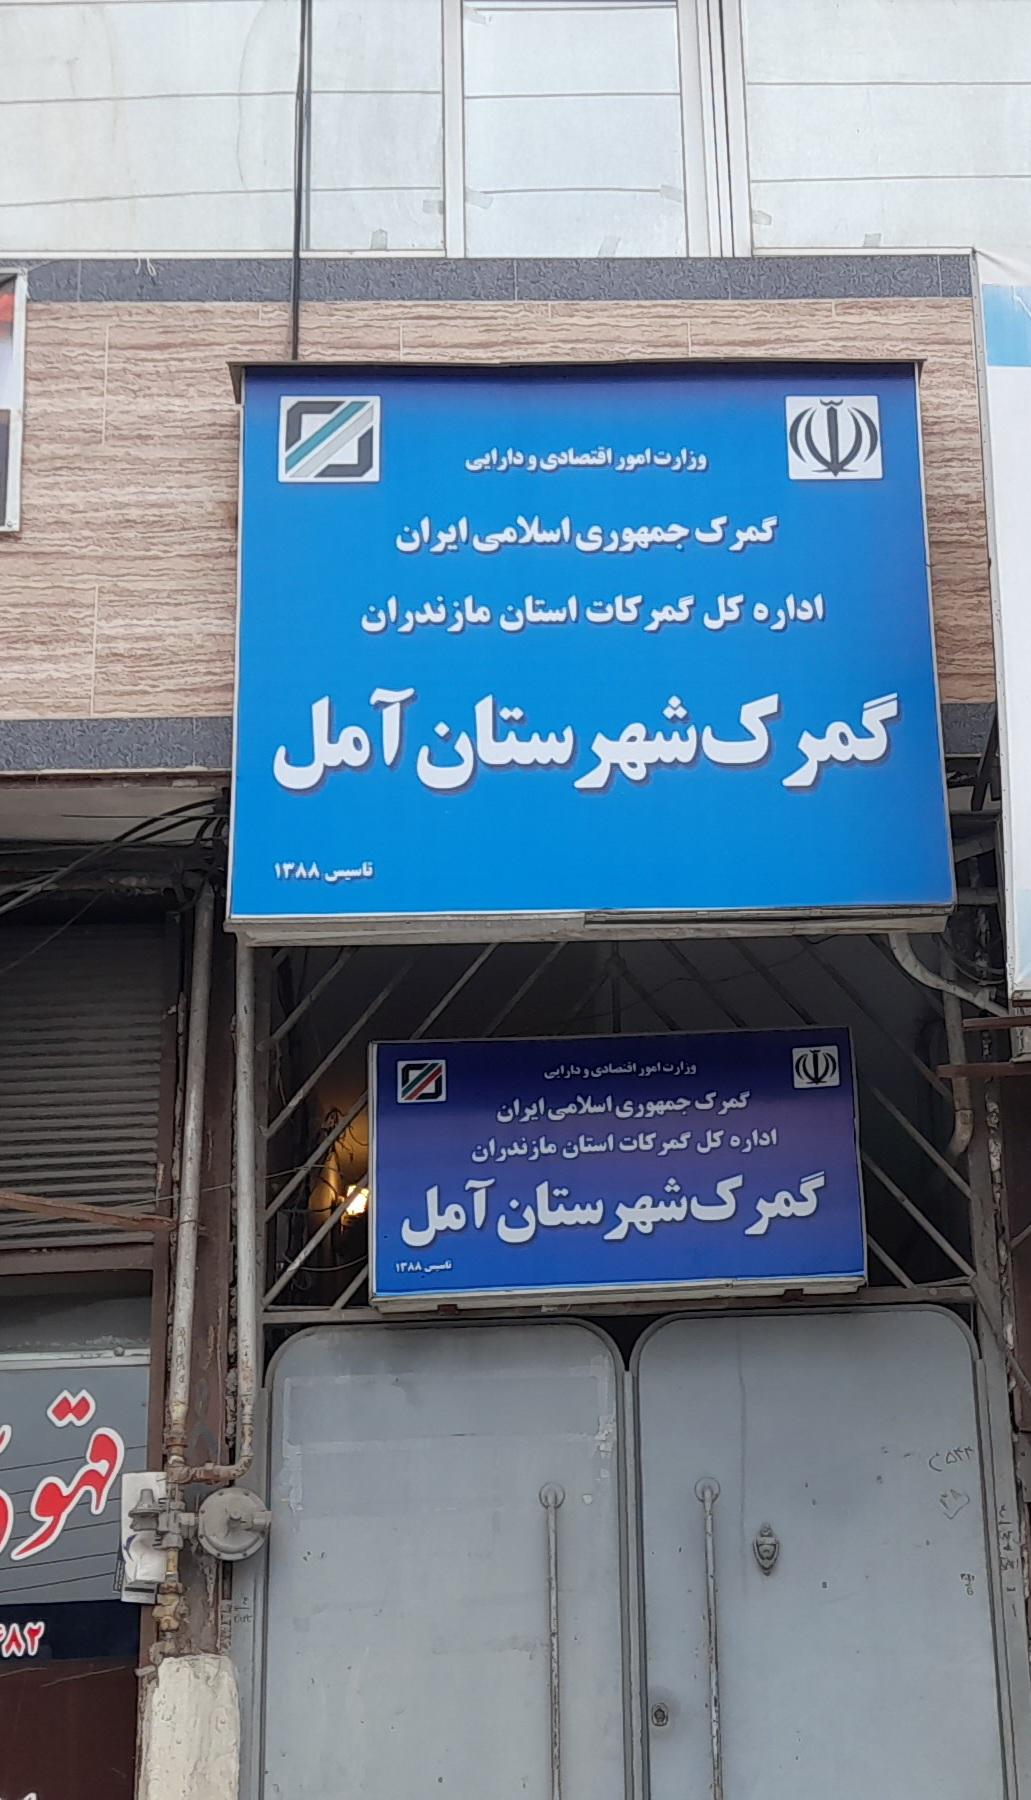 وزارت امور اقتصادی و دارایی
گمرک جمهوری اسلامی ایران
اداره کل گمرکات استان مازندران
گمرک شهرستان آمل
تاسیس ۱۳۸۸
وزارت امور اقتصادی و دارایی
گمرک جمهوری اسلامی ایران
اداره کل گمرکات استان مازندران
گمرک شهرستان آمل
تاسیس ۱۳۸۸